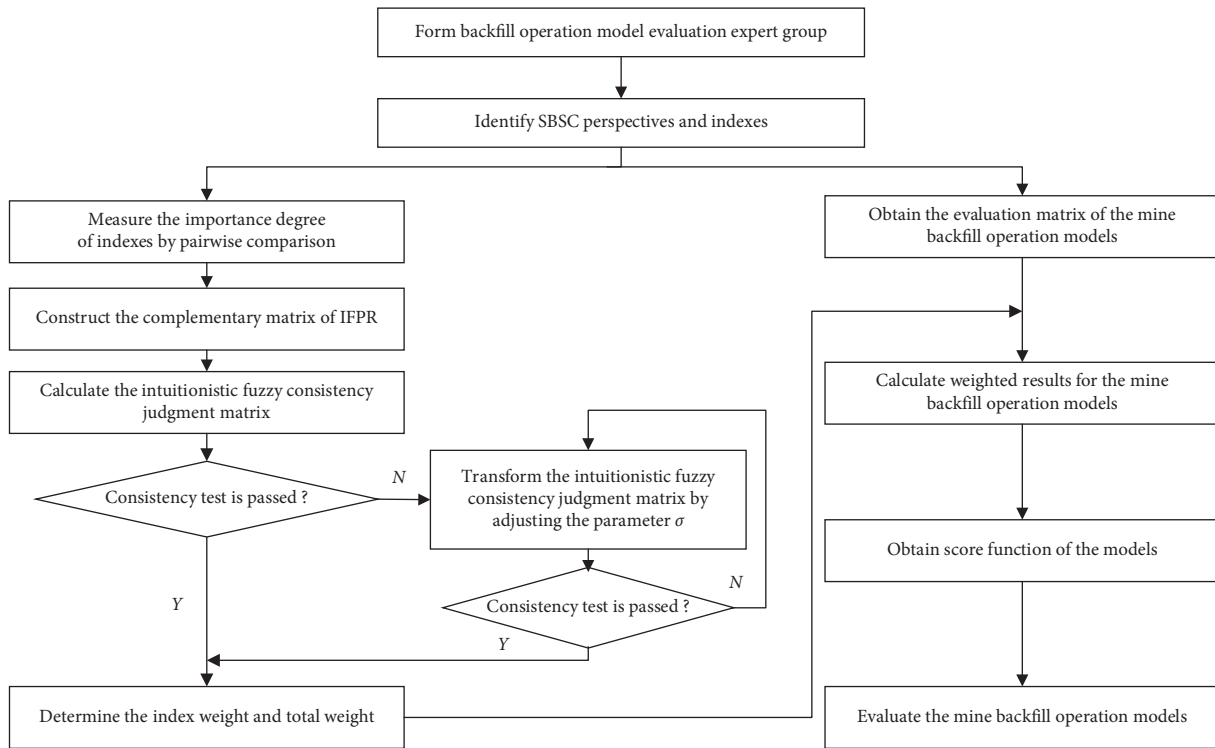 Form backfill operation model evaluation expert group
Identify SBSC perspectives and indexes
Measure the importance degree
of indexes by pairwise comparison
Construct the complementary matrix of IFPR
Calculate the intuitionistic fuzzy consistency
judgment matrix
Consistency test is passed ?
N
Y
Transform the intuitionistic fuzzy
consistency judgment matrix by
adjusting the parameter σ
Consistency test is passed ?
N
Y
Determine the index weight and total weight
Obtain the evaluation matrix of the mine
backfill operation models
Calculate weighted results for the mine
backfill operation models
Obtain score function of the models
Evaluate the mine backfill operation models